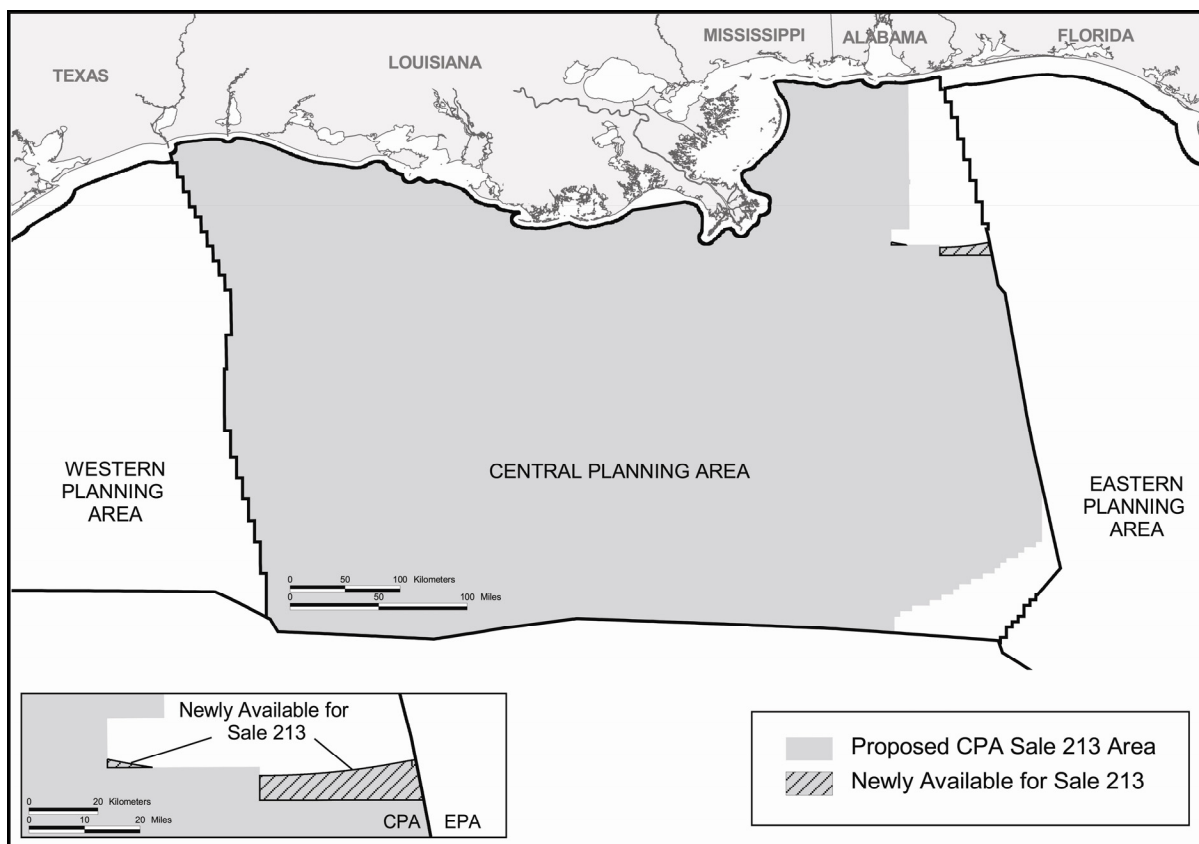 MISSISSIPPI
ALABAMA
FLORIDA
TEXAS
LOUISIANA
WESTERN
PLANNING
AREA
CENTRAL PLANNING AREA
EASTERN
PLANNING
AREA
0 50 100 Kilometers
0 50 100 Miles
Newly Available for
Sale 213
0 20 Kilometers
0 10 20 Miles
CPA
EPA
Proposed CPA Sale 213 Area
Newly Available for Sale 213